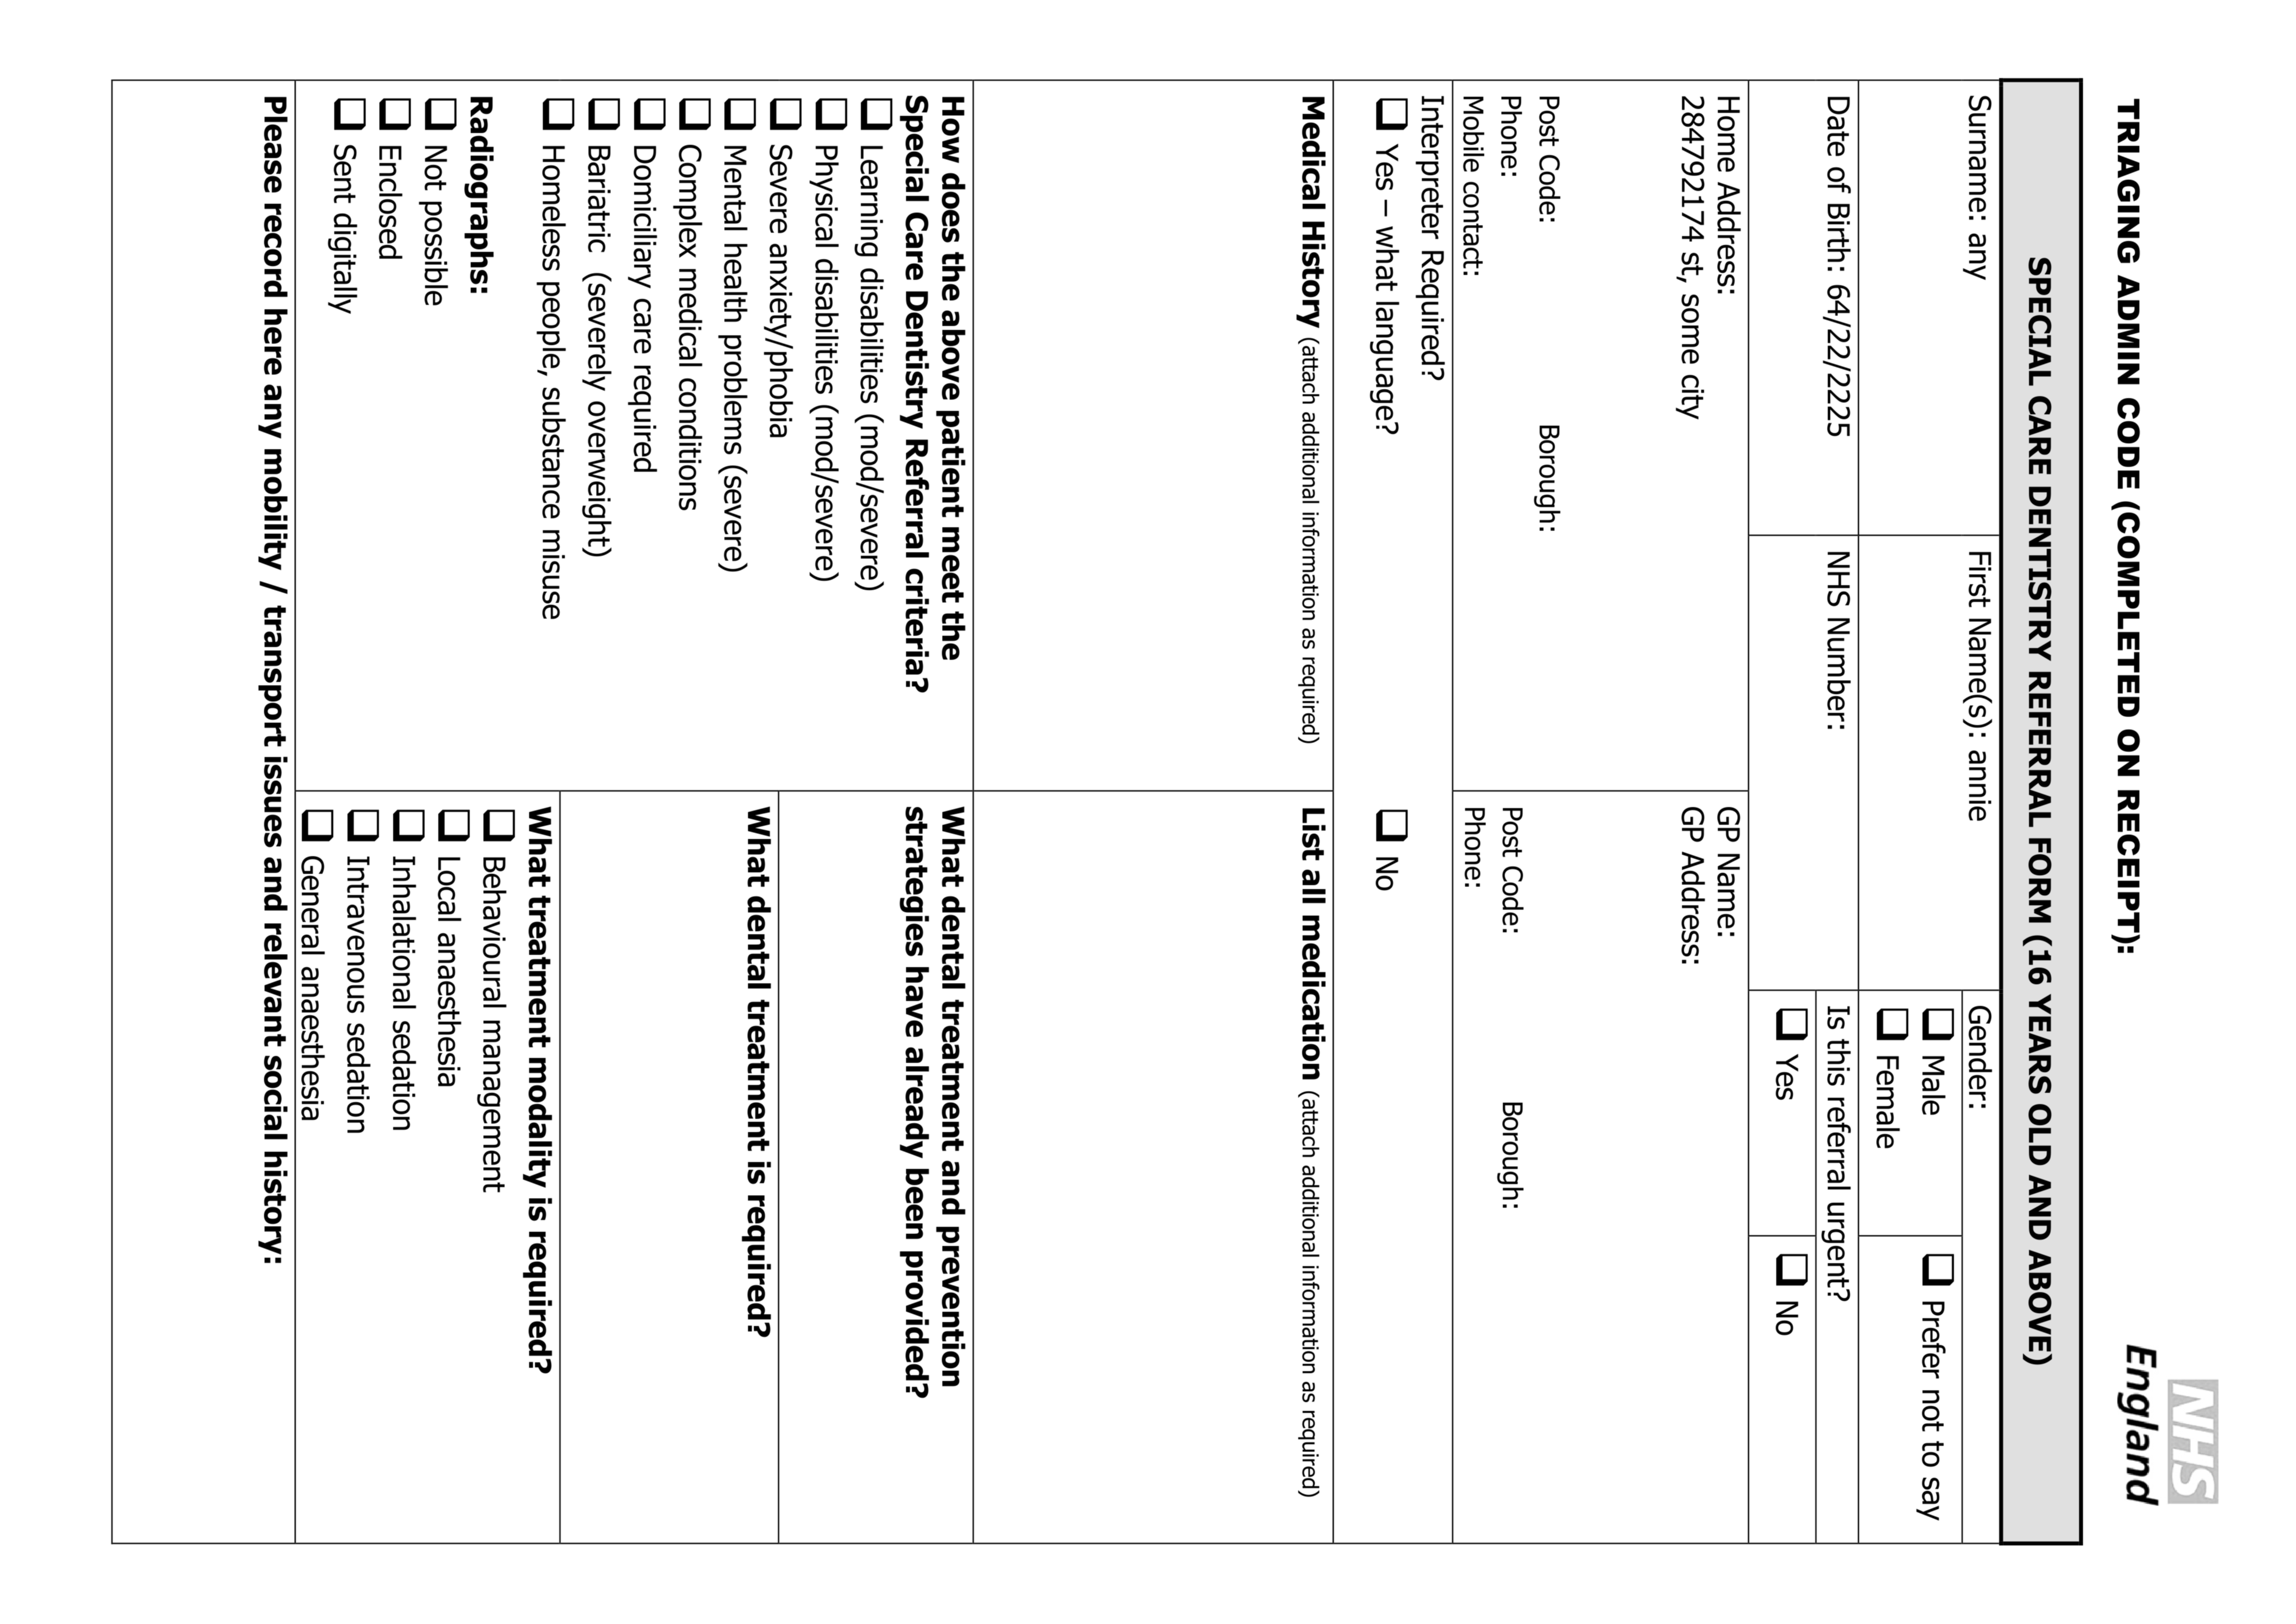 NHS
England
TRIAGING ADMIN CODE (COMPLETED ON RECEIPT):
SPECIAL CARE DENTISTRY REFERRAL FORM (16 YEARS OLD AND ABOVE)
Surname: any
First Name(s): annie
Gender:
❑ Male
❑ Prefer not to say
❑ Female
Date of Birth: 64/22/2225
NHS Number:
Is this referral urgent?
❑ Yes
❑ No
Home Address:
284792174 st, some city
Post Code: Borough:
Phone:
Mobile contact:
GP Name:
GP Address:
Post Code: Borough:
Phone:
Interpreter Required?
❑ Yes – what language?
❑ No
Medical History (attach additional information as required)
List all medication (attach additional information as required)
How does the above patient meet the
Special Care Dentistry Referral criteria?
❑ Learning disabilities (mod/severe)
❑ Physical disabilities (mod/severe)
❑ Severe anxiety/phobia
❑ Mental health problems (severe)
❑ Complex medical conditions
❑ Domiciliary care required
❑ Bariatric (severely overweight)
❑ Homeless people, substance misuse
Radiographs:
❑ Not possible
❑ Enclosed
❑ Sent digitally
What dental treatment and prevention
strategies have already been provided?
What dental treatment is required?
What treatment modality is required?
❑ Behavioural management
❑ Local anaesthesia
❑ Inhalational sedation
❑ Intravenous sedation
❑ General anaesthesia
Please record here any mobility / transport issues and relevant social history: